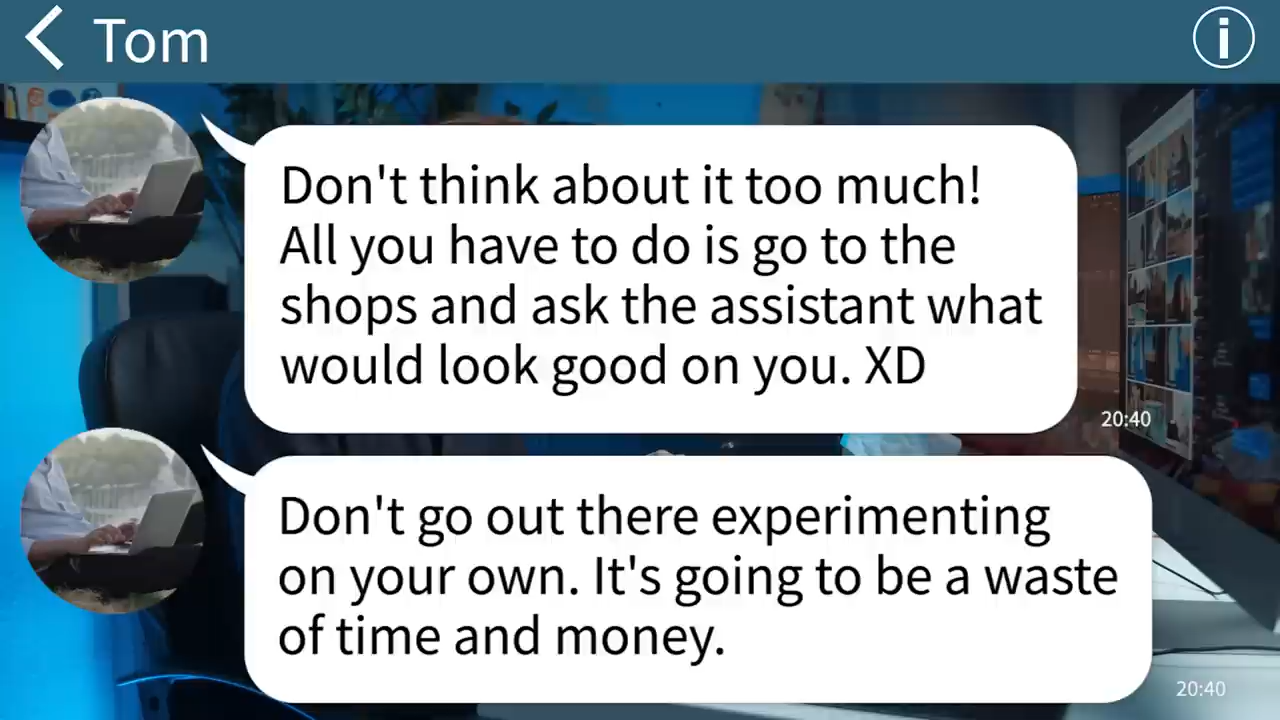 Tom
Don't think about it too much!
All you have to do is go to the
shops and ask the assistant what
would look good on you. XD
20:40
Don't go out there experimenting
on your own. It's going to be a waste
of time and money.
20:40